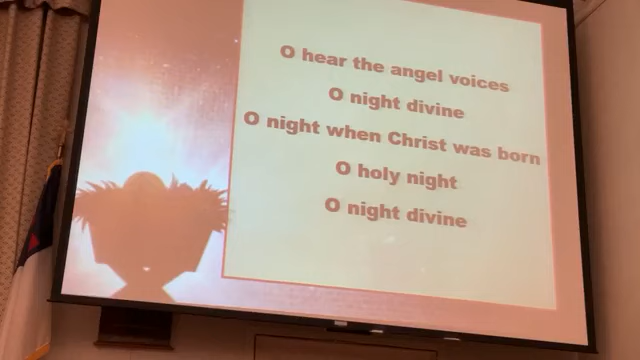 O hear the angel voices
O night divine
O night when Christ was born
O holy night
O night divine